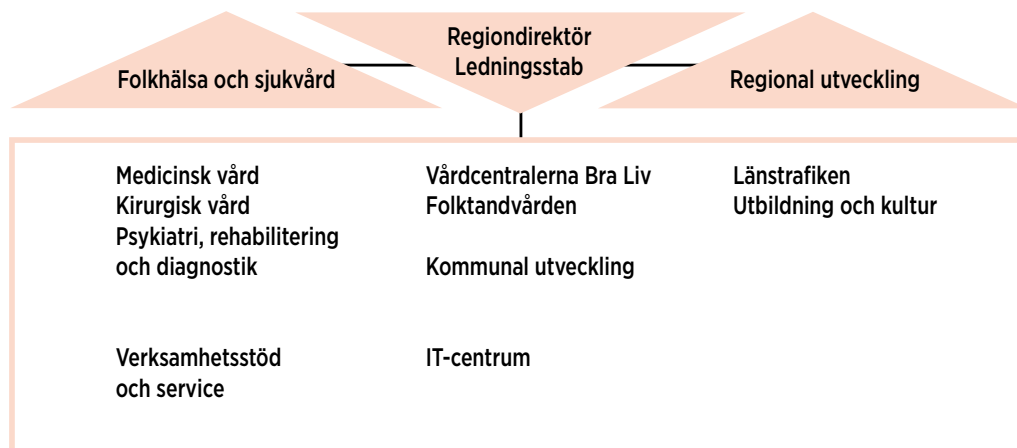 Regiondirektör
Ledningsstab
Folkhälsa och sjukvård
Regional utveckling
Medicinsk vård
Kirurgisk vård
Psykiatri, rehabilitering
och diagnostik
Verksamhetsstöd
och service
Vårdcentralerna Bra Liv
Folktandvården
Kommunal utveckling
IT-centrum
Länstrafiken
Utbildning och kultur